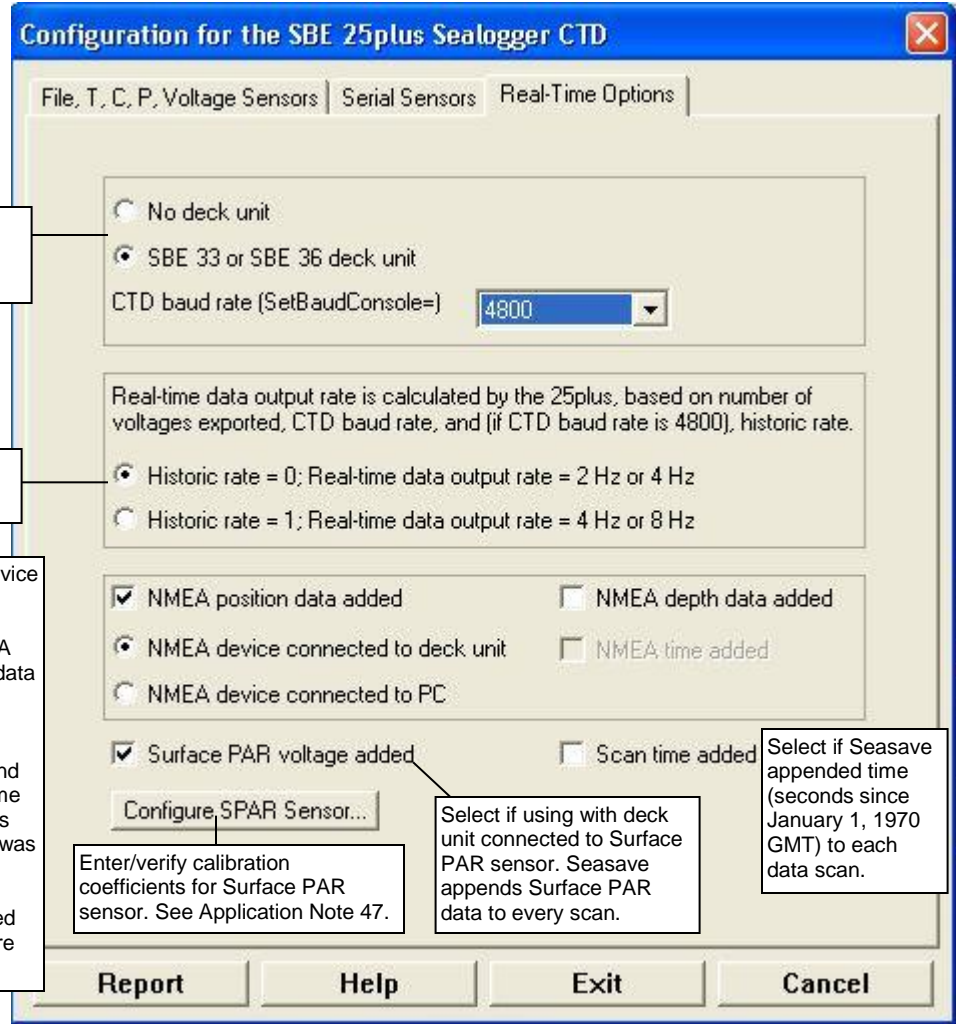 Configuration for the SBE 25plus Sealogger CTD
File, T, C, P, Voltage Sensors
Serial Sensors
Real-Time Options
No deck unit
SBE 33 or SBE 36 deck unit
CTD baud rate (SetBaudConsole=)
4800
Real-time data output rate is calculated by the 25plus, based on number of
voltages exported, CTD baud rate, and (if CTD baud rate is 4800), historic rate.
Historic rate = 0; Real-time data output rate = 2 Hz or 4 Hz
Historic rate = 1; Real-time data output rate = 4 Hz or 8 Hz
NMEA position data added
NMEA depth data added
NMEA device connected to deck unit
NMEA time added
NMEA device connected to PC
Surface PAR voltage added
Scan time added
Configure SPAR Sensor...
data
was
Enter/verify calibration
coefficients for Surface PAR
sensor. See Application Note 47.
Select if using with deck
unit connected to Surface
PAR sensor. Seasave
appends Surface PAR
data to every scan.
Select if Seasave
appended time
(seconds since
January 1, 1970
GMT) to each
data scan.
Report
Help
Exit
Cancel